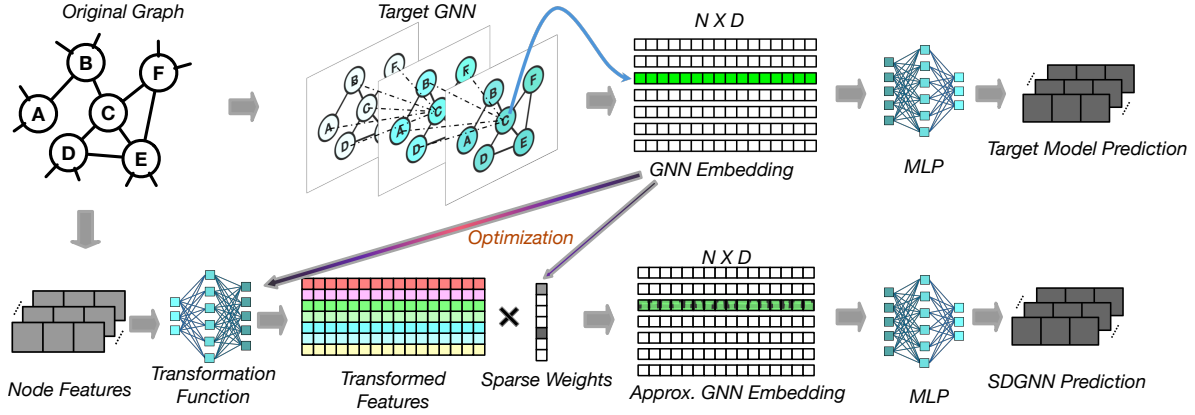 Original Graph
Target GNN
N X D
B
F
A
C
D
E
B
F
C
A
D
B
F
C
A
D
B
F
C
A
E
D
GNN Embedding
MLP
Target Model Prediction
Optimization
N X D
Node Features
Transformation
Function
Transformed
Features
Sparse Weights
Approx. GNN Embedding
MLP
SDGNN Prediction